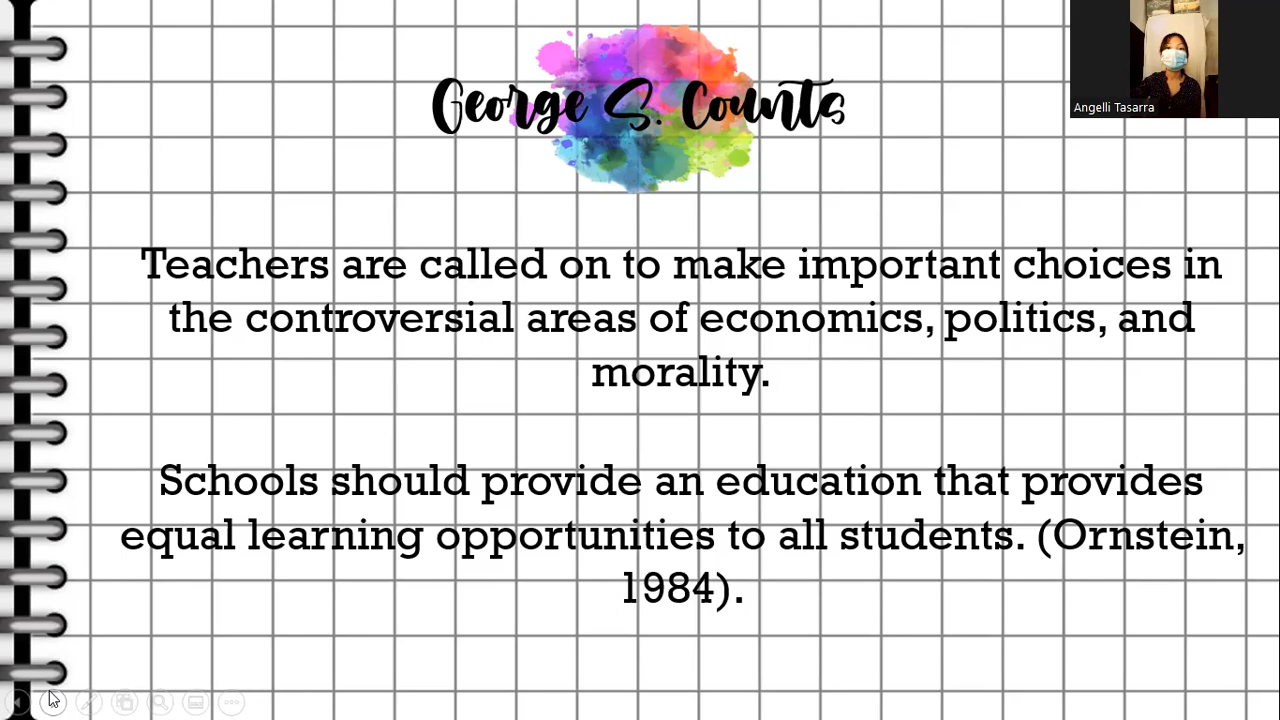 George S. Counts
Angelli Tasarra
Teachers are called on to make important choices in
the controversial areas of economics, politics, and
morality.
Schools should provide an education that provides
equal learning opportunities to all students. (Ornstein,
1984).